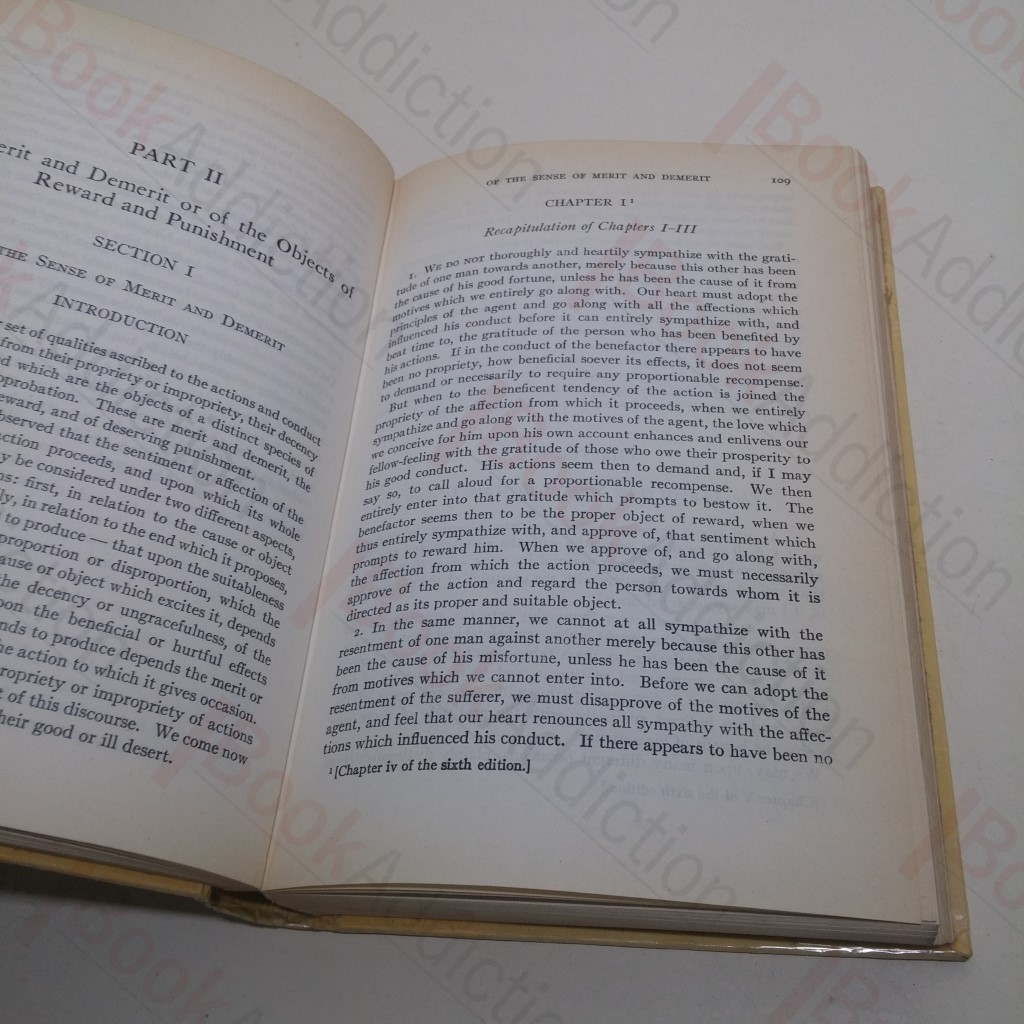 PART II
erit and Demerit or of the Objects of
Reward and Punishment
SECTION I
THE SENSE OF MERIT AND DEMERIT
INTRODUCTION
set of qualities ascribed to the actions and conduct
from their propriety or impropriety, their decency
d which are the objects of a distinct species of
pprobation. These are merit and demerit, the
eward, and of deserving punishment.
bserved that the sentiment or affection of the
ction proceeds, and upon which its whole
y be considered under two different aspects,
ns: first, in relation to the cause or object
ly, in relation to the end which it proposes,
to produce — that upon the suitableness
proportion or disproportion, which the
ause or object which excites it, depends
the decency or ungracefulness, of the
pon the beneficial or hurtful effects
nds to produce depends the merit or
he action to which it gives occasion.
ropriety or impropriety of actions
t of this discourse. We come now
heir good or ill desert.
OF THE SENSE OF MERIT AND DEMERIT 109
CHAPTER I¹
Recapitulation of Chapters I–III
1. WE DO NOT thoroughly and heartily sympathize with the grati-
tude of one man towards another, merely because this other has been
the cause of his good fortune, unless he has been the cause of it from
motives which we entirely go along with. Our heart must adopt the
principles of the agent and go along with all the affections which
influenced his conduct before it can entirely sympathize with, and
beat time to, the gratitude of the person who has been benefited by
his actions. If in the conduct of the benefactor there appears to have
been no propriety, how beneficial soever its effects, it does not seem
to demand or necessarily to require any proportionable recompense.
But when to the beneficent tendency of the action is joined the
propriety of the affection from which it proceeds, when we entirely
sympathize and go along with the motives of the agent, the love which
we conceive for him upon his own account enhances and enlivens our
fellow-feeling with the gratitude of those who owe their prosperity to
his good conduct. His actions seem then to demand and, if I may
say so, to call aloud for a proportionable recompense. We then
entirely enter into that gratitude which prompts to bestow it. The
benefactor seems then to be the proper object of reward, when we
thus entirely sympathize with, and approve of, that sentiment which
prompts to reward him. When we approve of, and go along with,
the affection from which the action proceeds, we must necessarily
approve of the action and regard the person towards whom it is
directed as its proper and suitable object.
2. In the same manner, we cannot at all sympathize with the
resentment of one man against another merely because this other has
been the cause of his misfortune, unless he has been the cause of it
from motives which we cannot enter into. Before we can adopt the
resentment of the sufferer, we must disapprove of the motives of the
agent, and feel that our heart renounces all sympathy with the affec-
tions which influenced his conduct. If there appears to have been no
¹ [Chapter iv of the sixth edition.]
BookAddiction